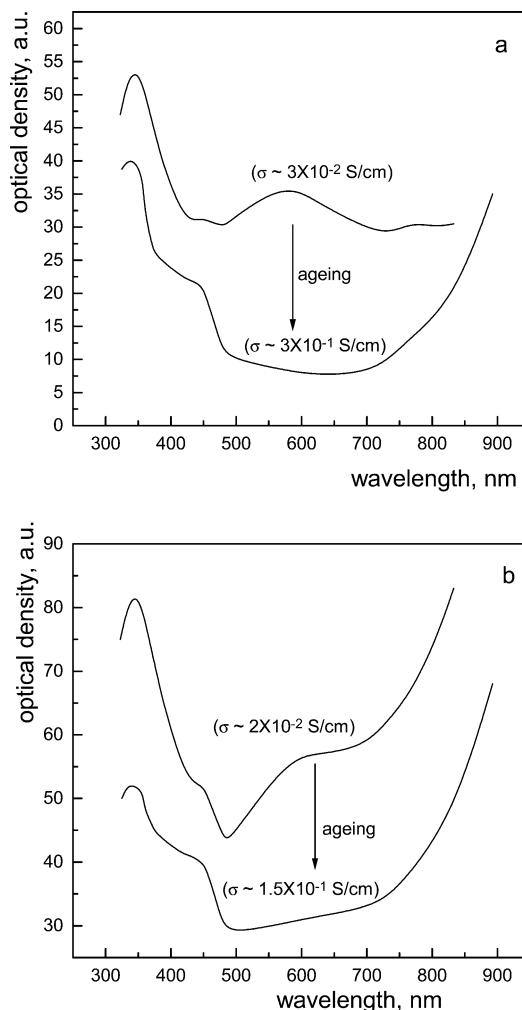 a
optical density, a.u.
60
55
50
45
40
35
30
25
20
15
10
5
0
(σ ~ 3X10⁻² S/cm)
ageing
(σ ~ 3X10⁻¹ S/cm)
300 400 500 600 700 800 900
wavelength, nm
b
optical density, a.u.
90
80
70
60
50
40
30
(σ ~ 2X10⁻² S/cm)
ageing
(σ ~ 1.5X10⁻¹ S/cm)
300 400 500 600 700 800 900
wavelength, nm